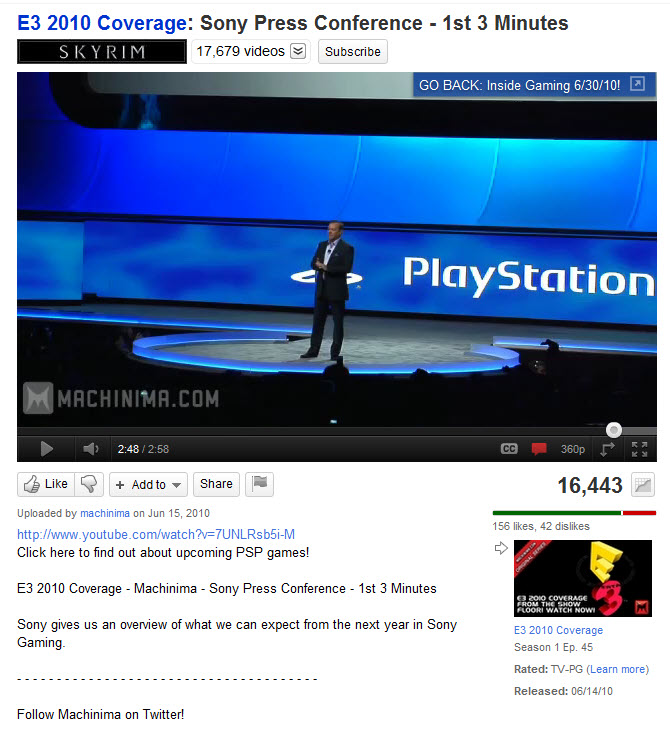 E3 2010 Coverage: Sony Press Conference - 1st 3 Minutes
SKYRIM 17,679 videos Subscribe
GO BACK: Inside Gaming 6/30/10!
PlayStation
MACHINIMA.COM
2:48 / 2:58 CC 360p
Like + Add to Share 16,443
Uploaded by machinima on Jun 15, 2010
156 likes, 42 dislikes
http://www.youtube.com/watch?v=7UNLRsb5i-M
Click here to find out about upcoming PSP games!
E3 2010 Coverage - Machinima - Sony Press Conference - 1st 3 Minutes
Sony gives us an overview of what we can expect from the next year in Sony
Gaming.
- - - - - - - - - - - - - - - - - - - - - - - - - - - - - - - - - - - - - -
Follow Machinima on Twitter!
ORIGINAL SERIES
E3
E3 2010 COVERAGE
FROM THE SHOW
FLOOR! WATCH NOW!
E3 2010 Coverage
Season 1 Ep. 45
Rated: TV-PG (Learn more)
Released: 06/14/10